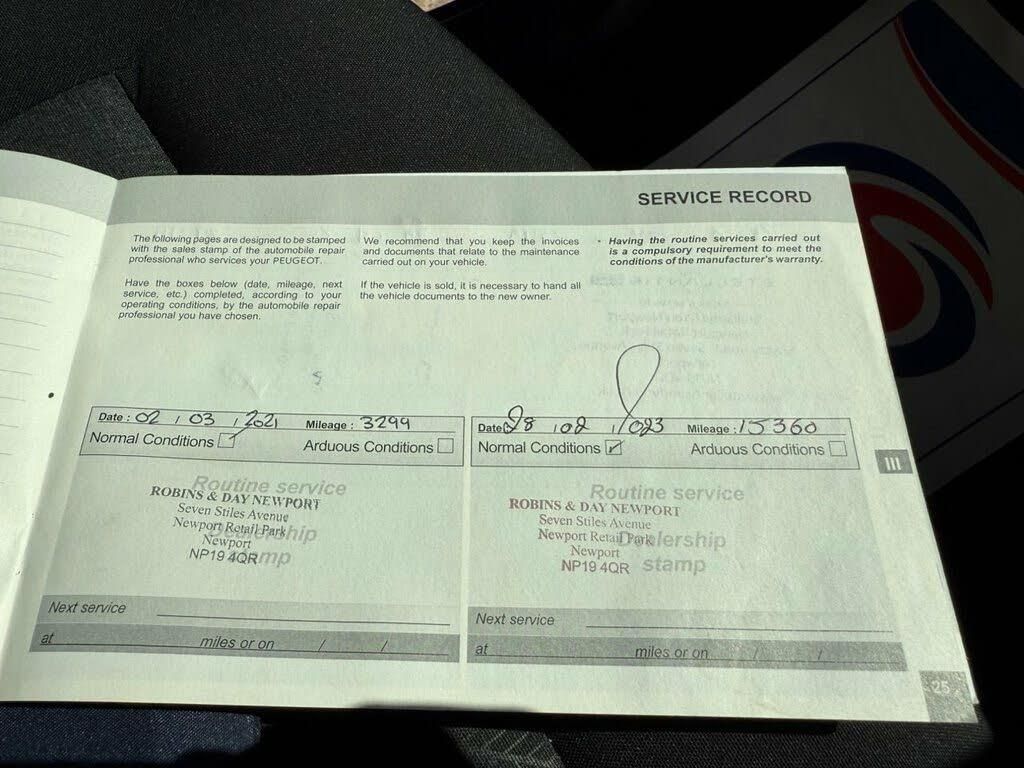 SERVICE RECORD
The following pages are designed to be stamped
with the sales stamp of the automobile repair
professional who services your PEUGEOT.
Have the boxes below (date, mileage, next
service, etc.) completed, according to your
operating conditions, by the automobile repair
professional you have chosen.
We recommend that you keep the invoices
and documents that relate to the maintenance
carried out on your vehicle.
If the vehicle is sold, it is necessary to hand all
the vehicle documents to the new owner.
• Having the routine services carried out
is a compulsory requirement to meet the
conditions of the manufacturer's warranty.
Date : 02 / 03 / 2021 Mileage : 3299
Normal Conditions Arduous Conditions
Routine service
ROBINS & DAY NEWPORT
Seven Stiles Avenue
Newport Retail Park
Dealership
Newport
NP19 4QR
stamp
Next service
at miles or on / /
Date : 28 / 02 / 023 Mileage : 15360
Normal Conditions Arduous Conditions
Routine service
ROBINS & DAY NEWPORT
Seven Stiles Avenue
Newport Retail Park
Dealership
Newport
NP19 4QR
stamp
Next service
at miles or on / /
III
25